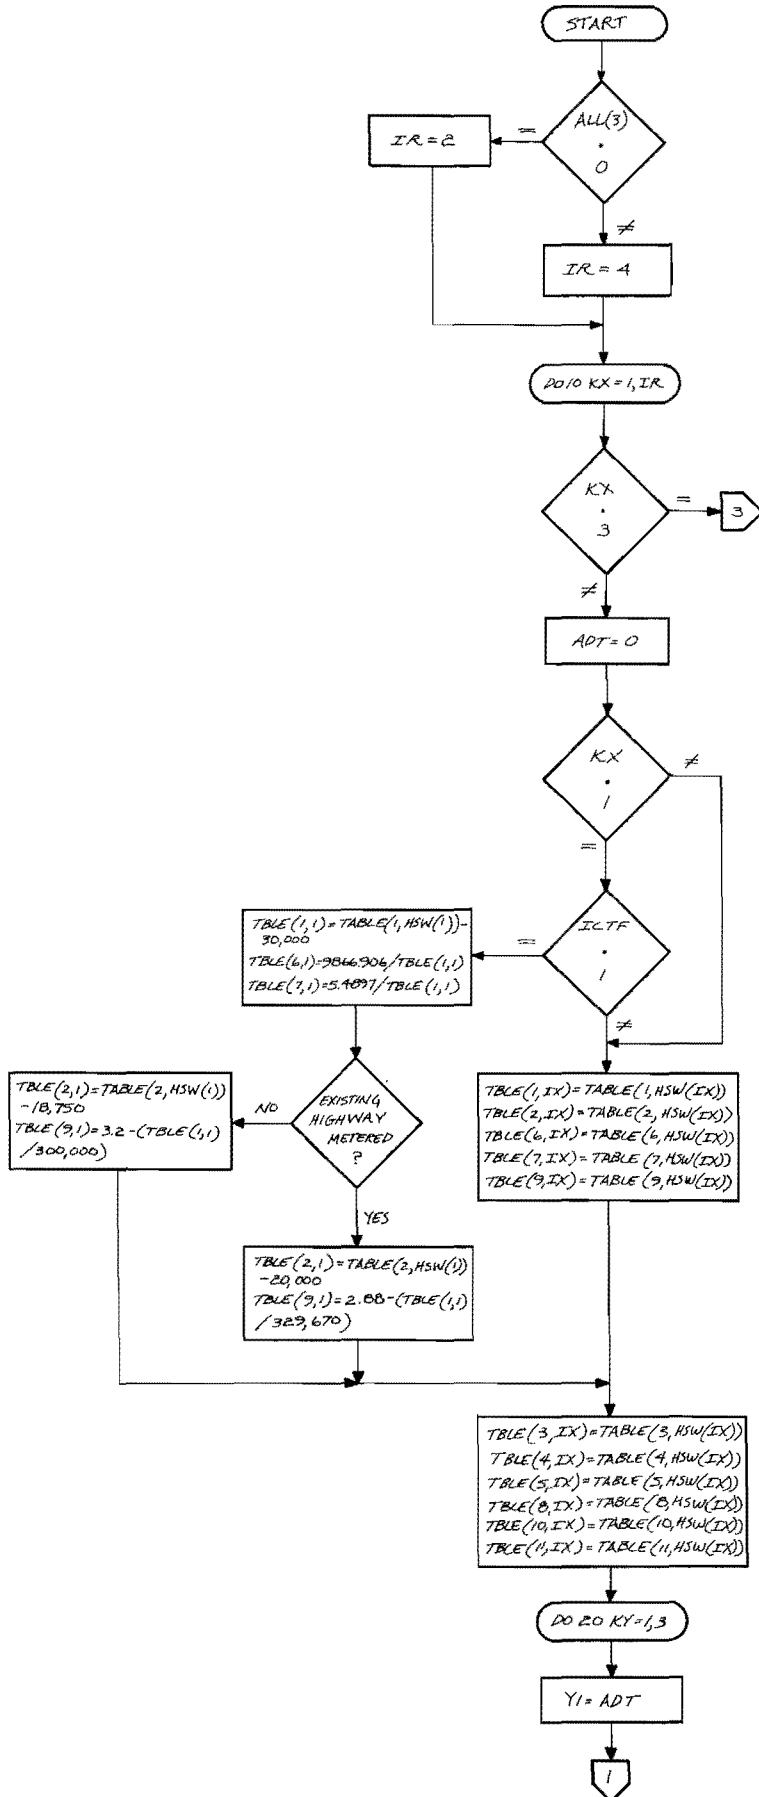 START
ALL(3)
.
0
=
IR=2
≠
IR=4
DO 10 KX=1,IR
KX
.
3
=
3
≠
ADT=0
KX
.
1
≠
=
ILTF
.
1
=
TBLE(1,1)=TABLE(1,HSW(1))-
30,000
TBLE(6,1)=9866.906/TBLE(1,1)
TBLE(7,1)=5.4897/TBLE(1,1)
≠
EXISTING
HIGHWAY
METERED
?
NO
TBLE(2,1)=TABLE(2,HSW(1))
-18,750
TBLE(9,1)=3.2-(TBLE(1,1)
/300,000)
YES
TBLE(2,1)=TABLE(2,HSW(1))
-20,000
TBLE(9,1)=2.88-(TBLE(1,1)
/329,670)
TBLE(1,IX)=TABLE(1,HSW(IX))
TBLE(2,IX)=TABLE(2,HSW(IX))
TBLE(6,IX)=TABLE(6,HSW(IX))
TBLE(7,IX)=TABLE(7,HSW(IX))
TBLE(9,IX)=TABLE(9,HSW(IX))
TBLE(3,IX)=TABLE(3,HSW(IX))
TBLE(4,IX)=TABLE(4,HSW(IX))
TBLE(5,IX)=TABLE(5,HSW(IX))
TBLE(8,IX)=TABLE(8,HSW(IX))
TBLE(10,IX)=TABLE(10,HSW(IX))
TBLE(11,IX)=TABLE(11,HSW(IX))
DO 20 KY=1,3
Y1=ADT
1